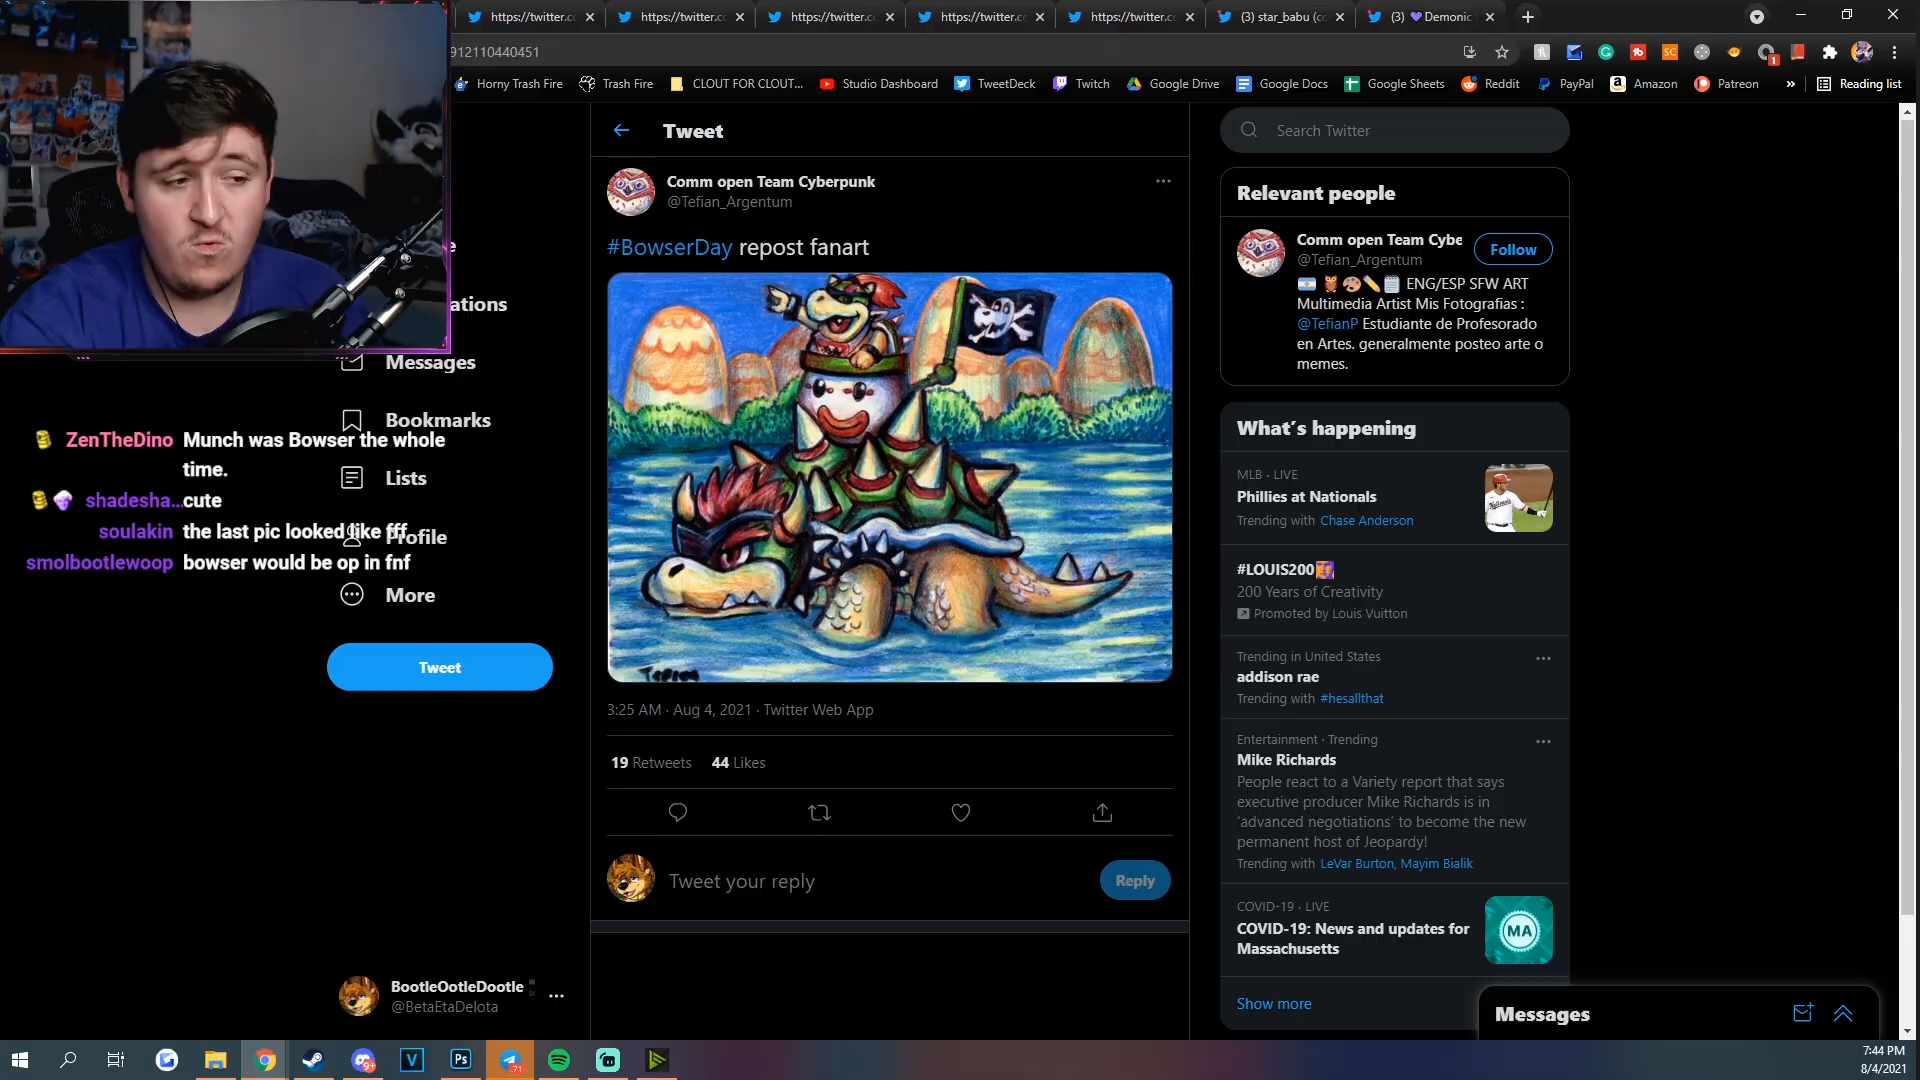 https://twitter.cc
https://twitter.cc
https://twitter.cc
https://twitter.cc
https://twitter.cc
(3) star_babu (c
(3) 💜Demonic
912110440451
Horny Trash Fire
Trash Fire
CLOUT FOR CLOUT...
Studio Dashboard
TweetDeck
Twitch
Google Drive
Google Docs
Google Sheets
Reddit
PayPal
Amazon
Patreon
»
Reading list
Tweet
Comm open Team Cyberpunk
@Tefian_Argentum
#BowserDay repost fanart
3:25 AM · Aug 4, 2021 · Twitter Web App
19 Retweets 44 Likes
Tweet your reply
Reply
ations
Messages
Bookmarks
Lists
Profile
More
Tweet
ZenTheDino Munch was Bowser the whole
time.
shadesha...cute
soulakin the last pic looked like fff
smolbootlewoop bowser would be op in fnf
BootleOotleDootle
@BetaEtaDelota
Search Twitter
Relevant people
Comm open Team Cybe
@Tefian_Argentum
Follow
🇦🇷 🦉🎨✏️🗒️ ENG/ESP SFW ART
Multimedia Artist Mis Fotografias :
@TefianP Estudiante de Profesorado
en Artes. generalmente posteo arte o
memes.
What's happening
MLB · LIVE
Phillies at Nationals
Trending with Chase Anderson
#LOUIS200
200 Years of Creativity
Promoted by Louis Vuitton
Trending in United States
addison rae
Trending with #hesallthat
Entertainment · Trending
Mike Richards
People react to a Variety report that says
executive producer Mike Richards is in
'advanced negotiations' to become the new
permanent host of Jeopardy!
Trending with LeVar Burton, Mayim Bialik
COVID-19 · LIVE
COVID-19: News and updates for
Massachusetts
MA
Show more
Messages
7:44 PM
8/4/2021